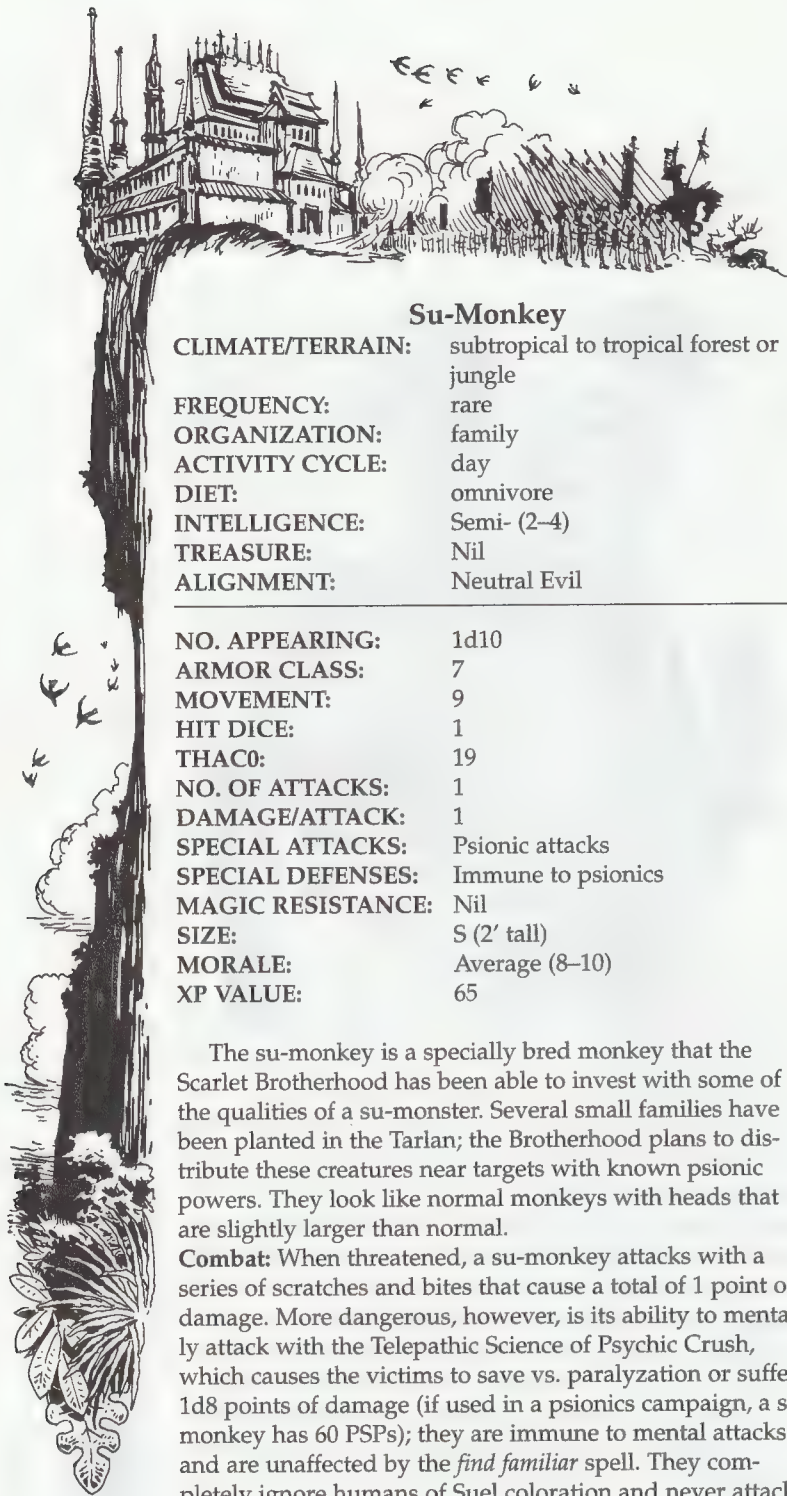 Su-Monkey
CLIMATE/TERRAIN: subtropical to tropical forest or
jungle
FREQUENCY: rare
ORGANIZATION: family
ACTIVITY CYCLE: day
DIET: omnivore
INTELLIGENCE: Semi- (2–4)
TREASURE: Nil
ALIGNMENT: Neutral Evil
NO. APPEARING: 1d10
ARMOR CLASS: 7
MOVEMENT: 9
HIT DICE: 1
THAC0: 19
NO. OF ATTACKS: 1
DAMAGE/ATTACK: 1
SPECIAL ATTACKS: Psionic attacks
SPECIAL DEFENSES: Immune to psionics
MAGIC RESISTANCE: Nil
SIZE: S (2' tall)
MORALE: Average (8–10)
XP VALUE: 65
The su-monkey is a specially bred monkey that the
Scarlet Brotherhood has been able to invest with some of
the qualities of a su-monster. Several small families have
been planted in the Tarlan; the Brotherhood plans to dis-
tribute these creatures near targets with known psionic
powers. They look like normal monkeys with heads that
are slightly larger than normal.
Combat: When threatened, a su-monkey attacks with a
series of scratches and bites that cause a total of 1 point o
damage. More dangerous, however, is its ability to menta
ly attack with the Telepathic Science of Psychic Crush,
which causes the victims to save vs. paralyzation or suffe
1d8 points of damage (if used in a psionics campaign, a s
monkey has 60 PSPs); they are immune to mental attacks
and are unaffected by the find familiar spell. They com-
pletely ignore humans of Suel coloration and never attack